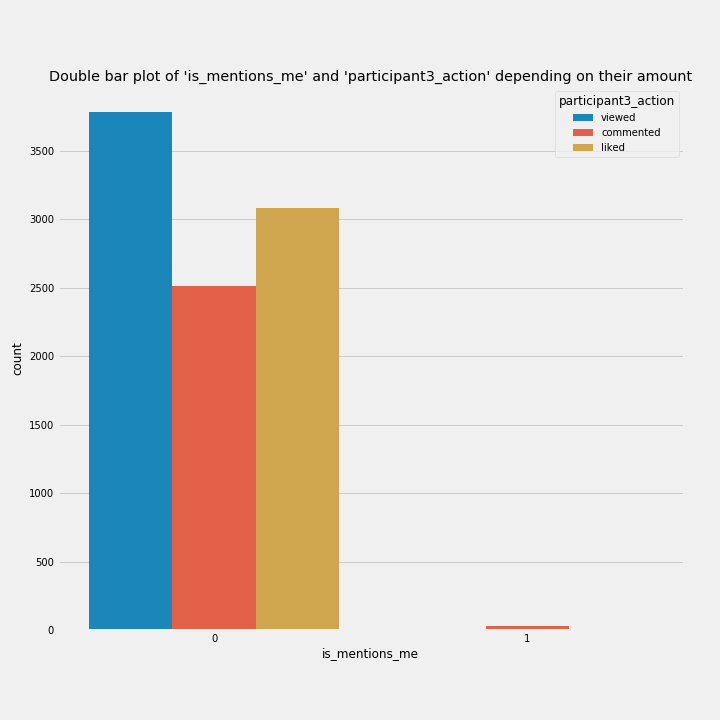 Double bar plot of 'is_mentions_me' and 'participant3_action' depending on their amount
participant3_action
viewed
commented
liked
3500
3000
2500
2000
1500
1000
500
0
count
0
1
is_mentions_me